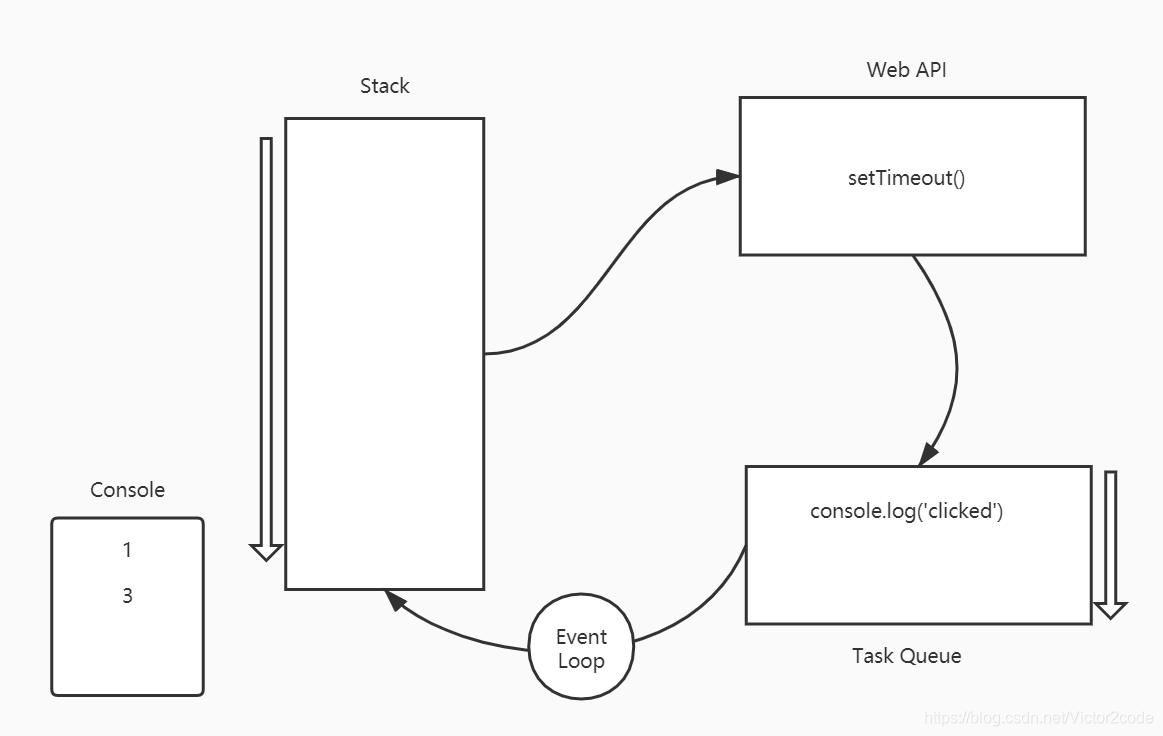 Stack
Web API
setTimeout()
Console
1
3
console.log('clicked')
Event
Loop
Task Queue
https://blog.csdn.net/Victor2code